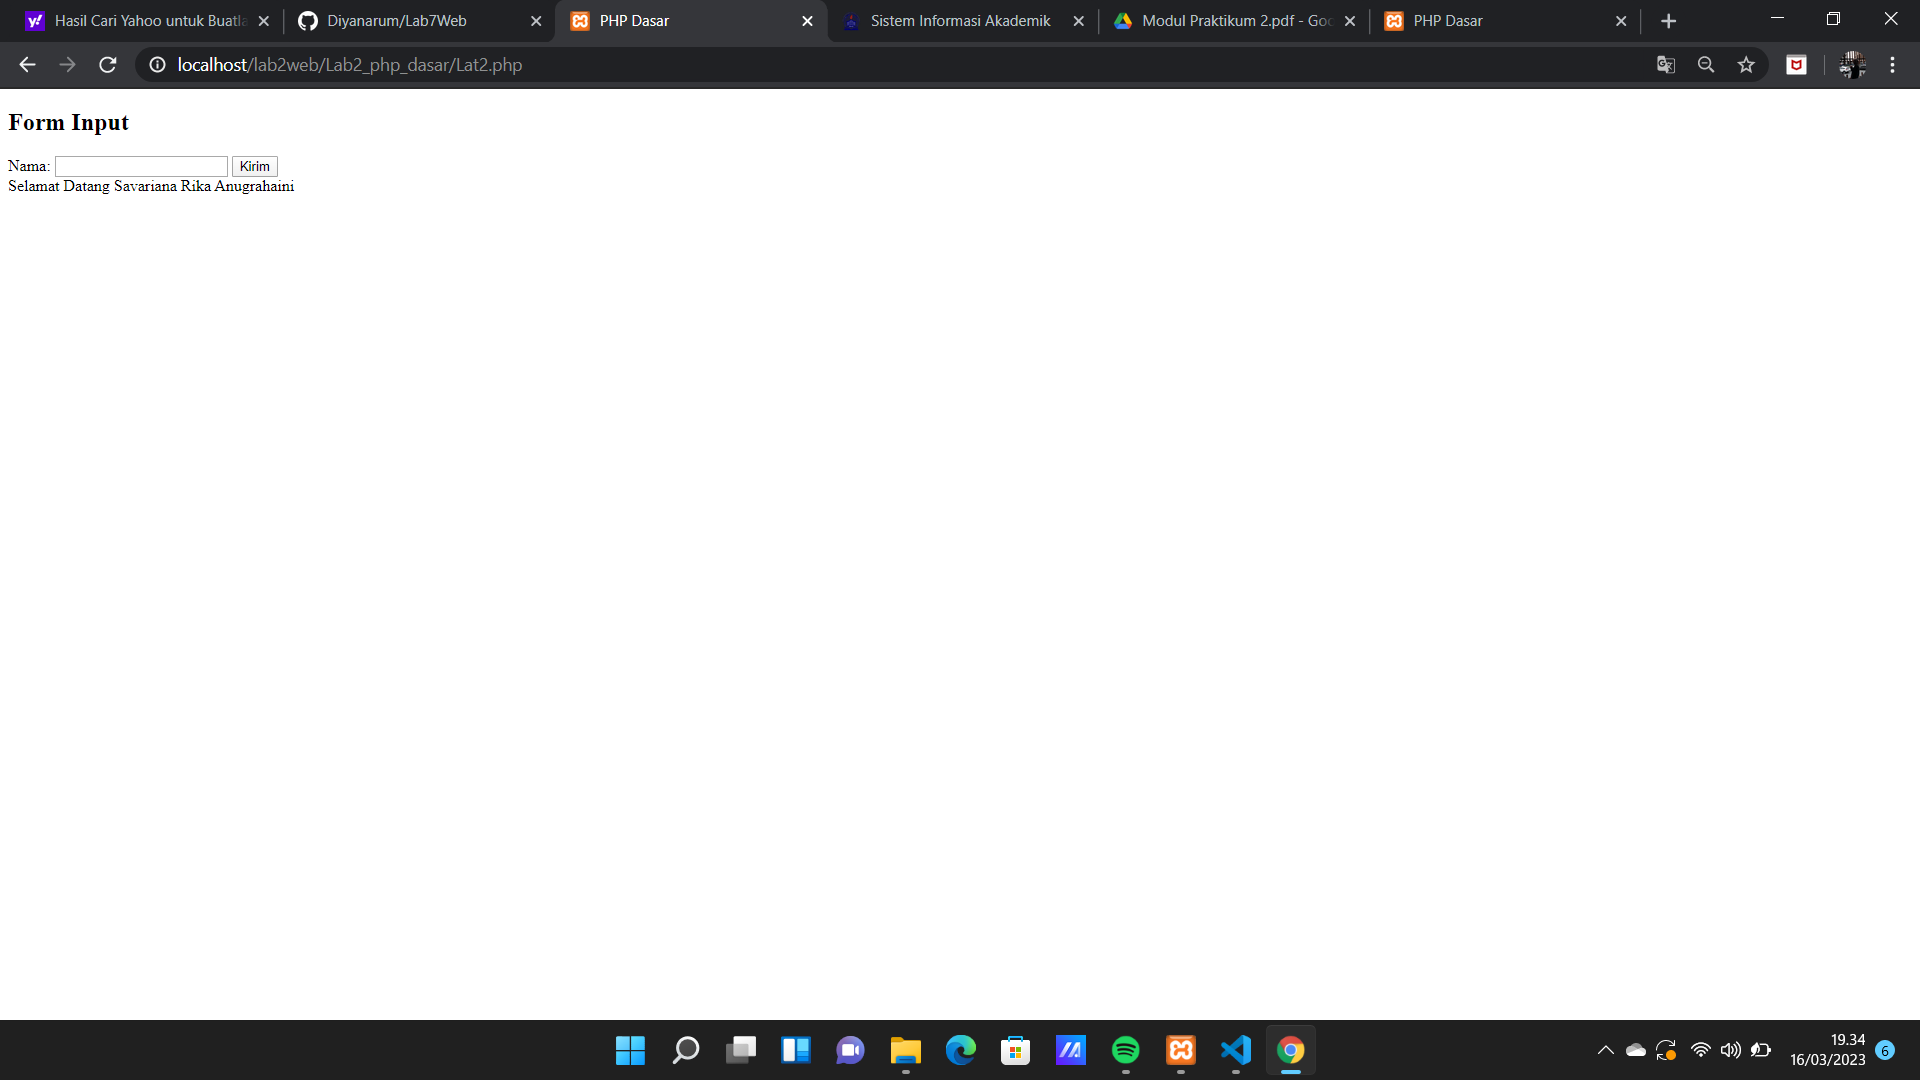 Hasil Cari Yahoo untuk Buatla
Diyanarum/Lab7Web
PHP Dasar
Sistem Informasi Akademik
Modul Praktikum 2.pdf - Goo
PHP Dasar
localhost/lab2web/Lab2_php_dasar/Lat2.php
Form Input
Nama: Kirim
Selamat Datang Savariana Rika Anugrahaini
19.34
16/03/2023
6